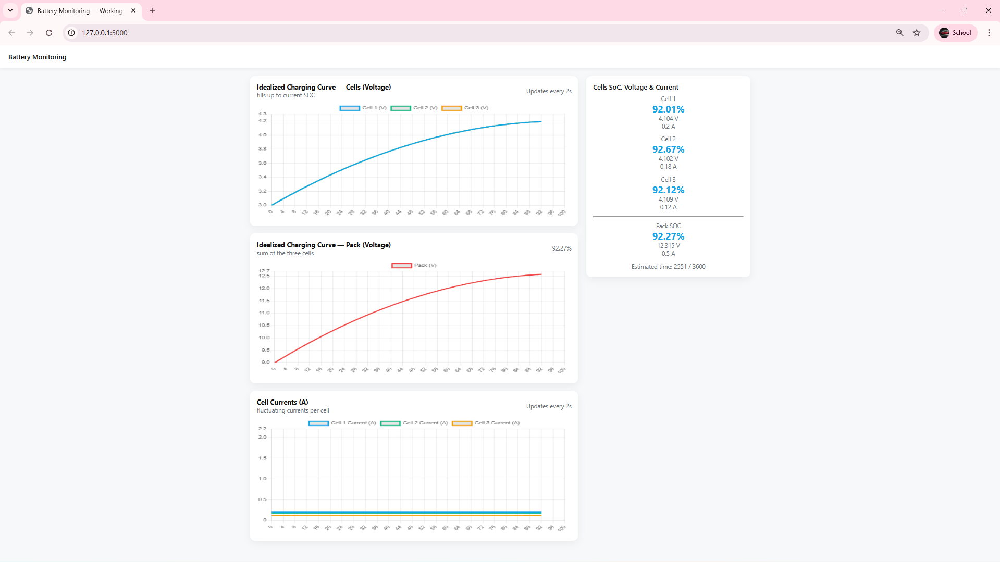 Battery Monitoring — Working
127.0.0.1:5000
School
Battery Monitoring
Idealized Charging Curve — Cells (Voltage)
fills up to current SOC
Updates every 2s
Cell 1 (V) Cell 2 (V) Cell 3 (V)
4.3
4.2
4.0
3.8
3.6
3.4
3.2
3.0
0 4 8 12 16 20 24 28 32 36 40 44 48 52 56 60 64 68 72 76 80 84 88 92 96 100
Idealized Charging Curve — Pack (Voltage)
sum of the three cells
92.27%
Pack (V)
12.7
12.5
12.0
11.5
11.0
10.5
10.0
9.5
9.0
0 4 8 12 16 20 24 28 32 36 40 44 48 52 56 60 64 68 72 76 80 84 88 92 96 100
Cell Currents (A)
fluctuating currents per cell
Updates every 2s
Cell 1 Current (A) Cell 2 Current (A) Cell 3 Current (A)
2.2
2.0
1.5
1.0
0.5
0
0 4 8 12 16 20 24 28 32 36 40 44 48 52 56 60 64 68 72 76 80 84 88 92 96 100
Cells SoC, Voltage & Current
Cell 1
92.01%
4.104 V
0.2 A
Cell 2
92.67%
4.102 V
0.18 A
Cell 3
92.12%
4.109 V
0.12 A
Pack SOC
92.27%
12.315 V
0.5 A
Estimated time: 2551 / 3600